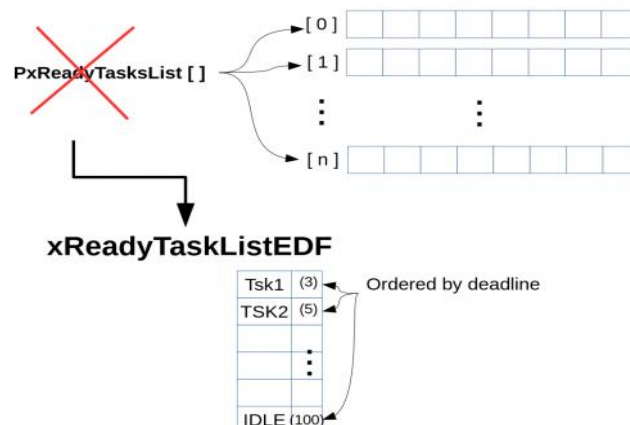 [ 0 ]
PxReadyTasksList [ ]
[ 1 ]
[ n ]
xReadyTaskListEDF
Tsk1 (3)
Ordered by deadline
TSK2 (5)
IDLE (100)